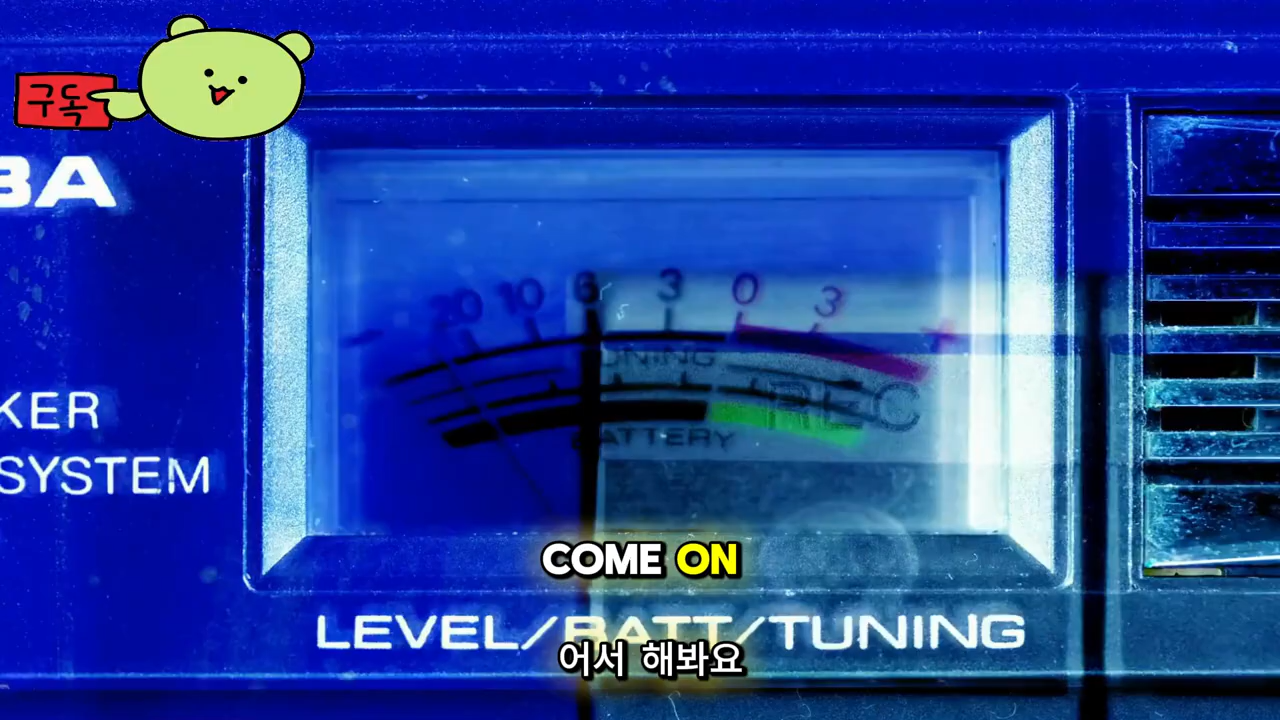 구독
BA
20 10 6 3 0 3
- +
TUNING
REC
BATTERY
KER
SYSTEM
COME ON
LEVEL/BATT/TUNING
어서 해봐요